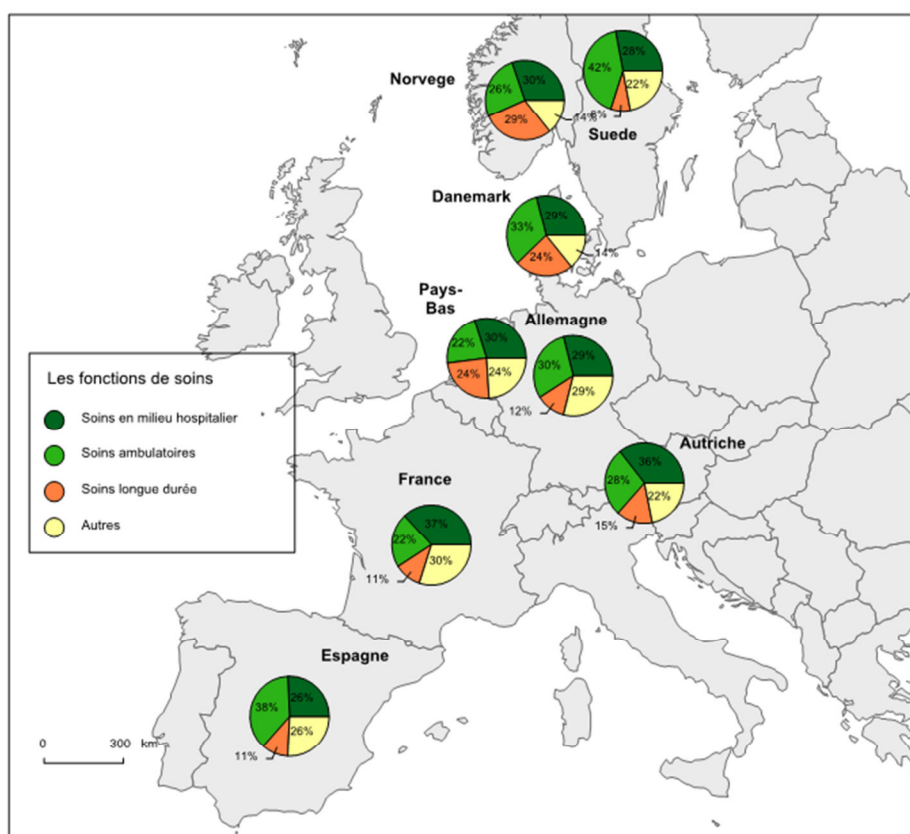 Norvege
26%
30%
29%
14%
42%
28%
22%
8%
Suede
Danemark
33%
29%
24%
14%
Pays-
Bas
22%
30%
24%
24%
Allemagne
30%
29%
29%
12%
Les fonctions de soins
Soins en milieu hospitalier
Soins ambulatoires
Soins longue durée
Autres
Autriche
36%
28%
22%
15%
France
37%
22%
30%
11%
Espagne
38%
26%
26%
11%
0 300 km